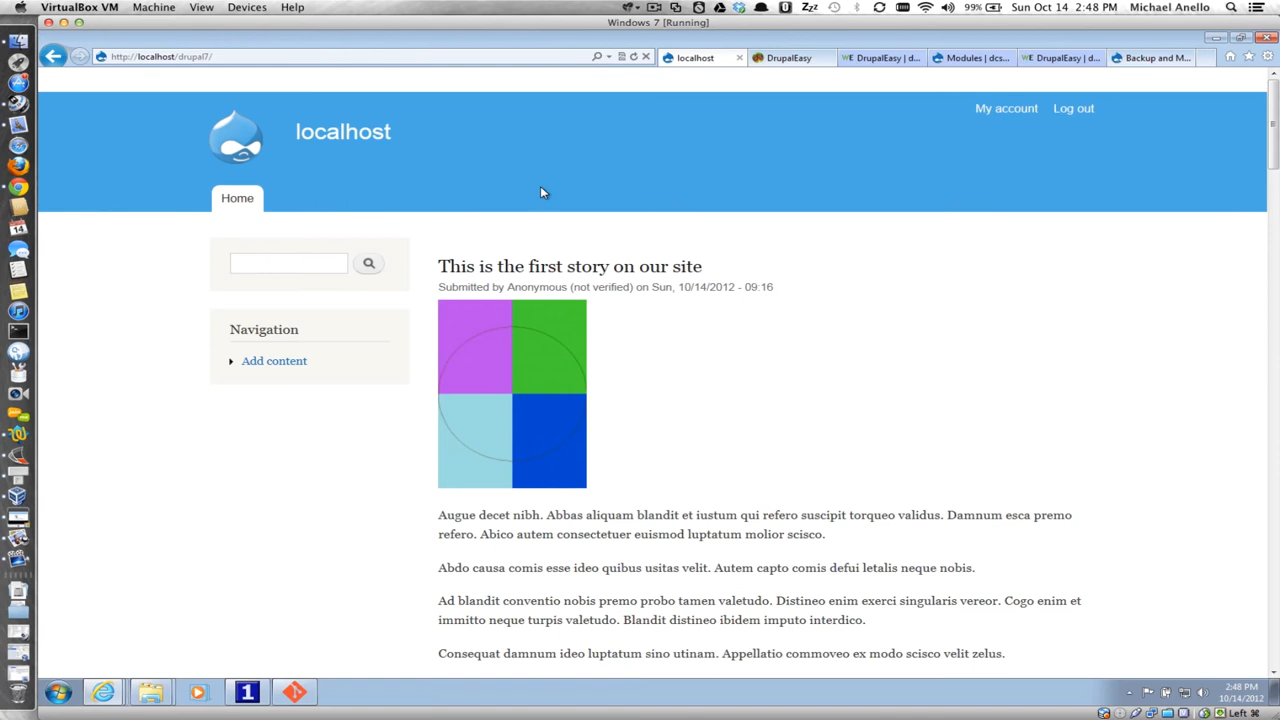 VirtualBox VM Machine View Devices Help
99% Sun Oct 14 2:48 PM Michael Anello
Windows 7 [Running]
http://localhost/drupal7/
localhost
DrupalEasy
DrupalEasy | d...
Modules | dcs...
DrupalEasy | d...
Backup and M...
My account Log out
localhost
Home
This is the first story on our site
Submitted by Anonymous (not verified) on Sun, 10/14/2012 - 09:16
Navigation
Add content
Augue decet nibh. Abbas aliquam blandit et iustum qui refero suscipit torqueo validus. Damnum esca premo
refero. Abico autem consectetuer euismod luptatum molior scisco.
Abdo causa comis esse ideo quibus usitas velit. Autem capto comis defui letalis neque nobis.
Ad blandit conventio nobis premo probo tamen valetudo. Distineo enim exerci singularis vereor. Cogo enim et
immitto neque turpis valetudo. Blandit distineo ibidem imputo interdico.
Consequat damnum ideo luptatum sino utinam. Appellatio commoveo ex modo scisco velit zelus.
1
2:48 PM
10/14/2012
Left ⌘